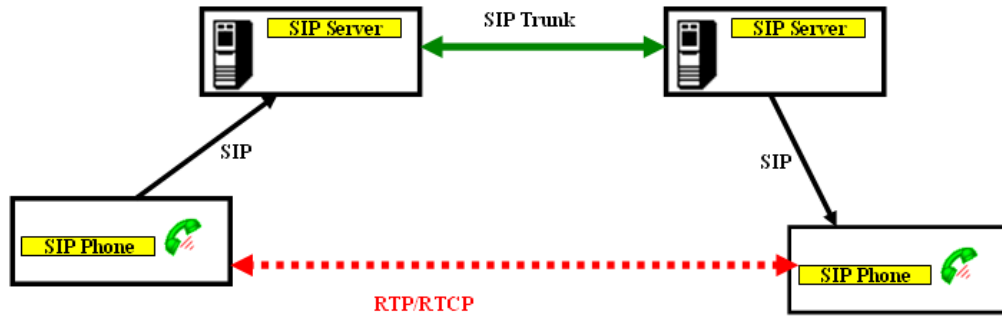 SIP Server
SIP Trunk
SIP Server
SIP
SIP
SIP Phone
SIP Phone
RTP/RTCP